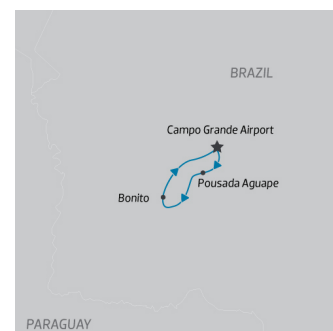 BRAZIL
Campo Grande Airport
Pousada Aguape
Bonito
PARAGUAY